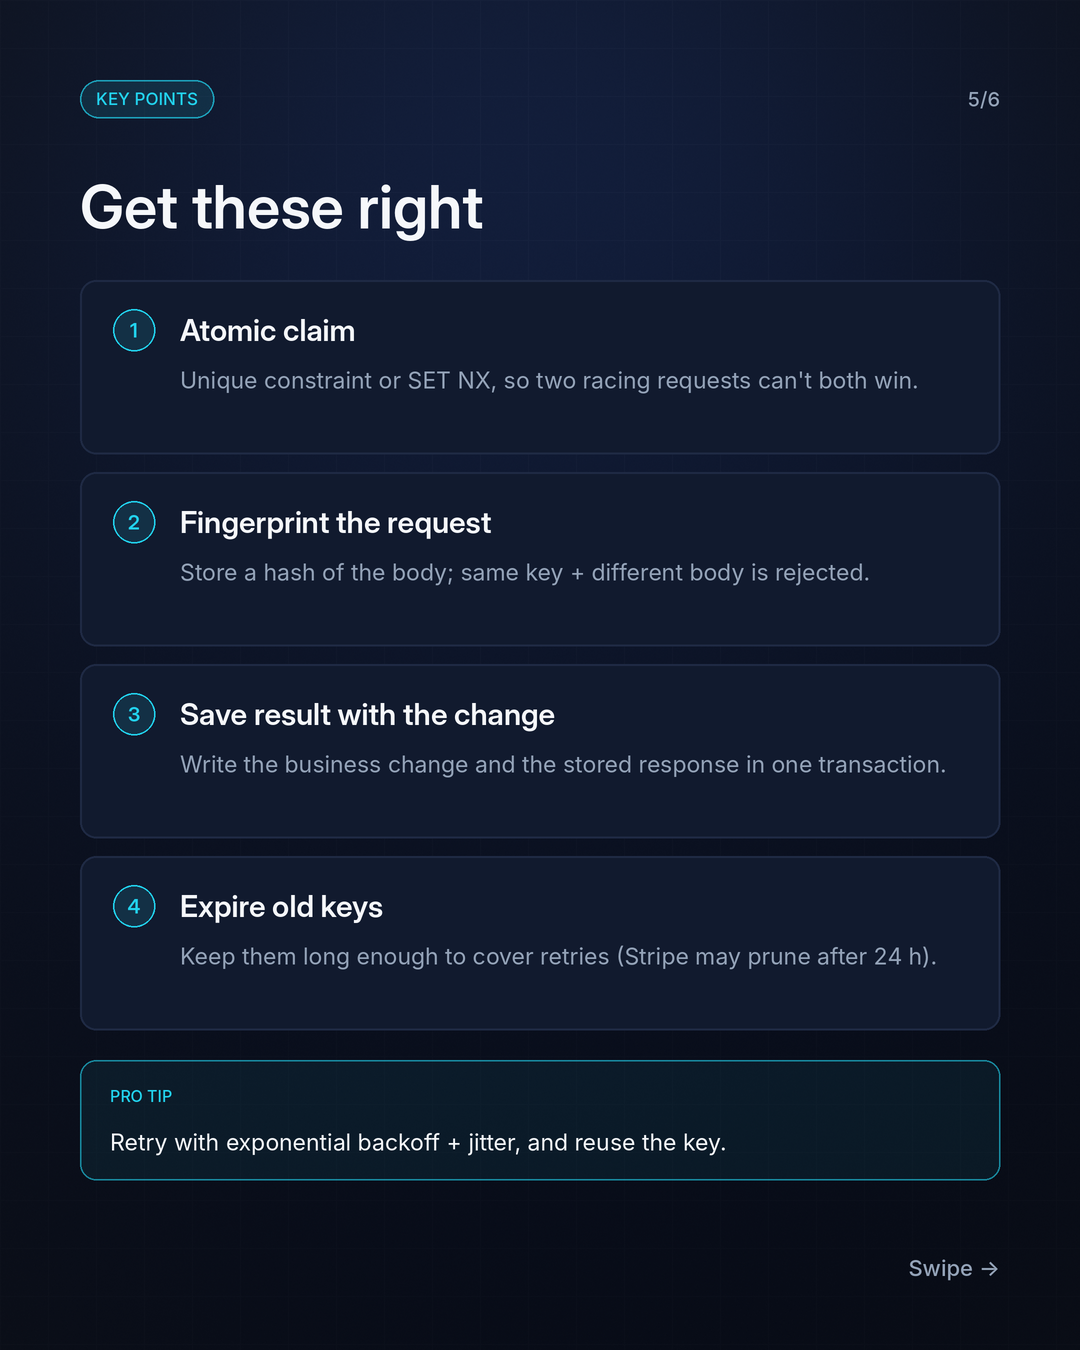 KEY POINTS
5/6
Get these right
1
Atomic claim
Unique constraint or SET NX, so two racing requests can't both win.
2
Fingerprint the request
Store a hash of the body; same key + different body is rejected.
3
Save result with the change
Write the business change and the stored response in one transaction.
4
Expire old keys
Keep them long enough to cover retries (Stripe may prune after 24 h).
PRO TIP
Retry with exponential backoff + jitter, and reuse the key.
Swipe →